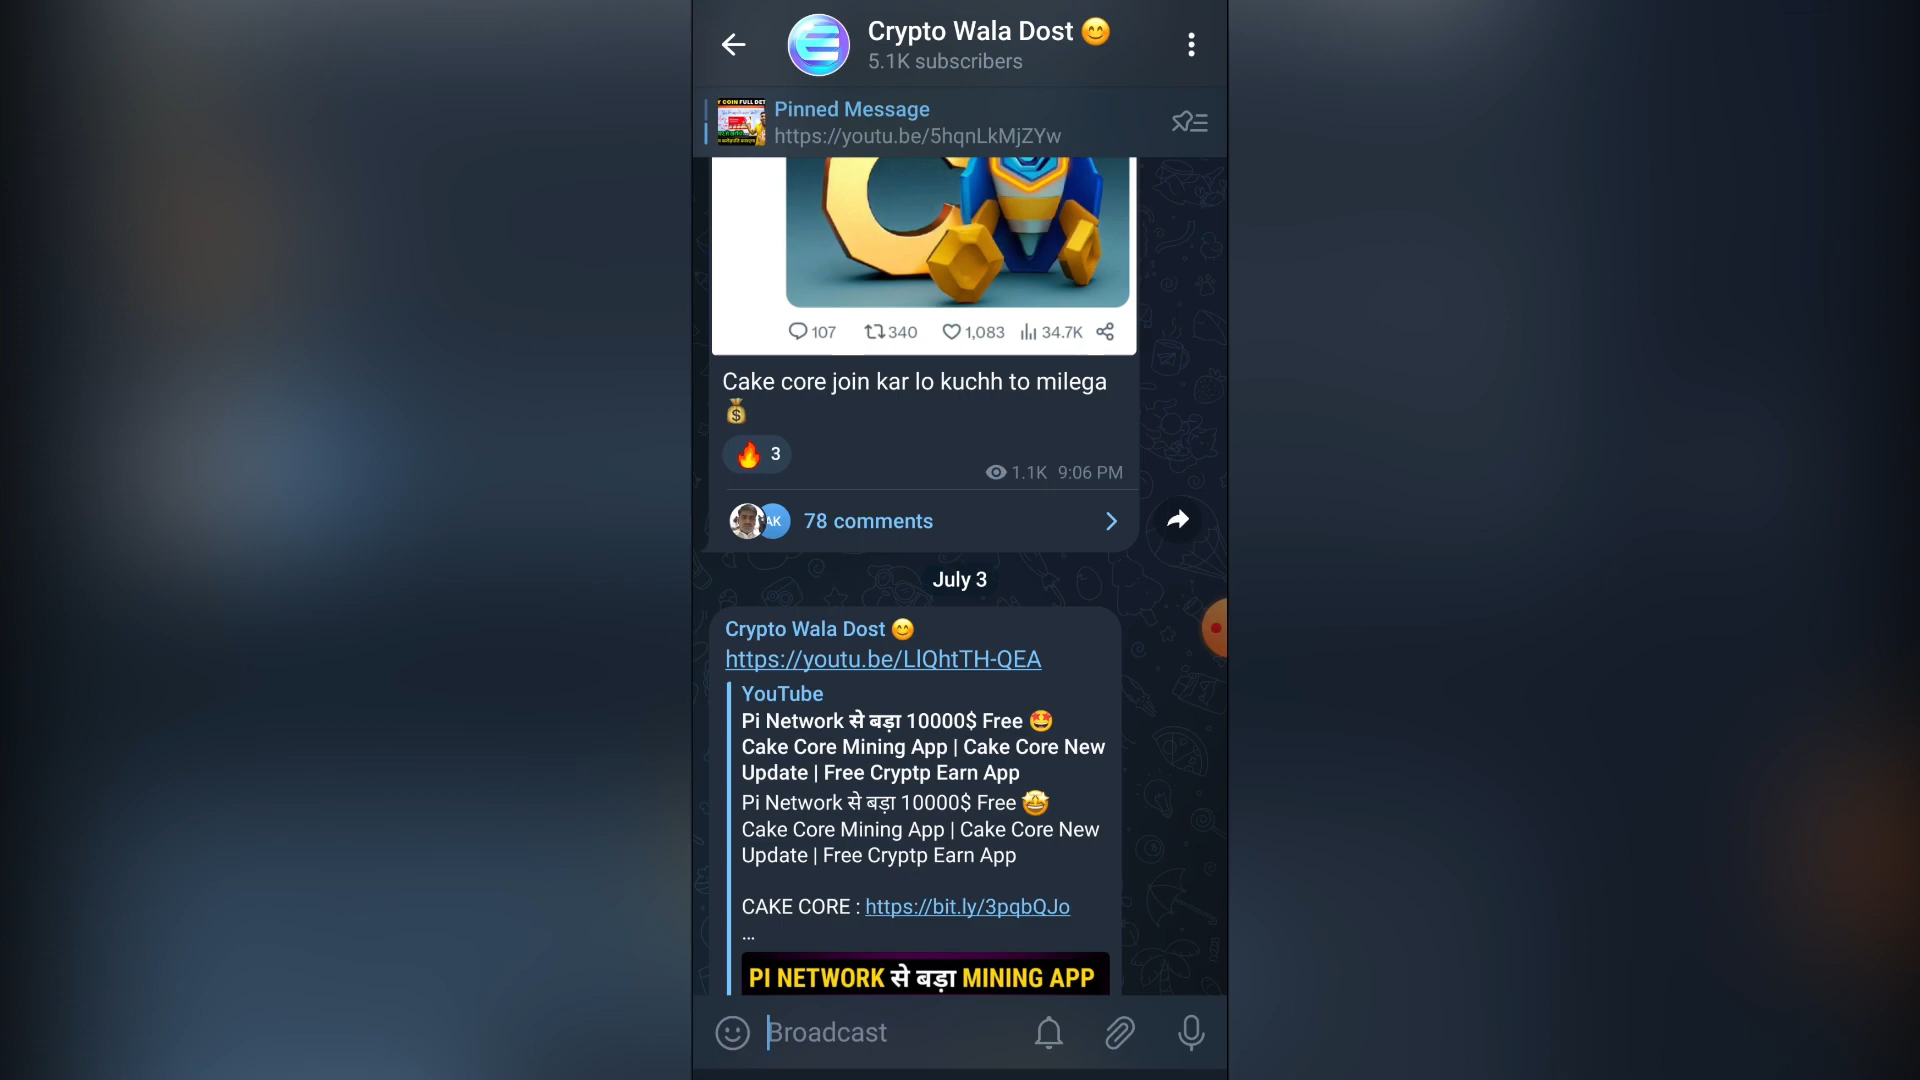 Crypto Wala Dost 😊
5.1K subscribers
Pinned Message
https://youtu.be/5hqnLkMjZYw
107 340 1,083 34.7K
Cake core join kar lo kuchh to milega
💰
🔥 3
1.1K 9:06 PM
AK 78 comments
July 3
Crypto Wala Dost 😊
https://youtu.be/LlQhtTH-QEA
YouTube
Pi Network से बड़ा 10000$ Free 🤩
Cake Core Mining App | Cake Core New
Update | Free Cryptp Earn App
Pi Network से बड़ा 10000$ Free 🤩
Cake Core Mining App | Cake Core New
Update | Free Cryptp Earn App
CAKE CORE : https://bit.ly/3pqbQJo
...
PI NETWORK से बड़ा MINING APP
Broadcast